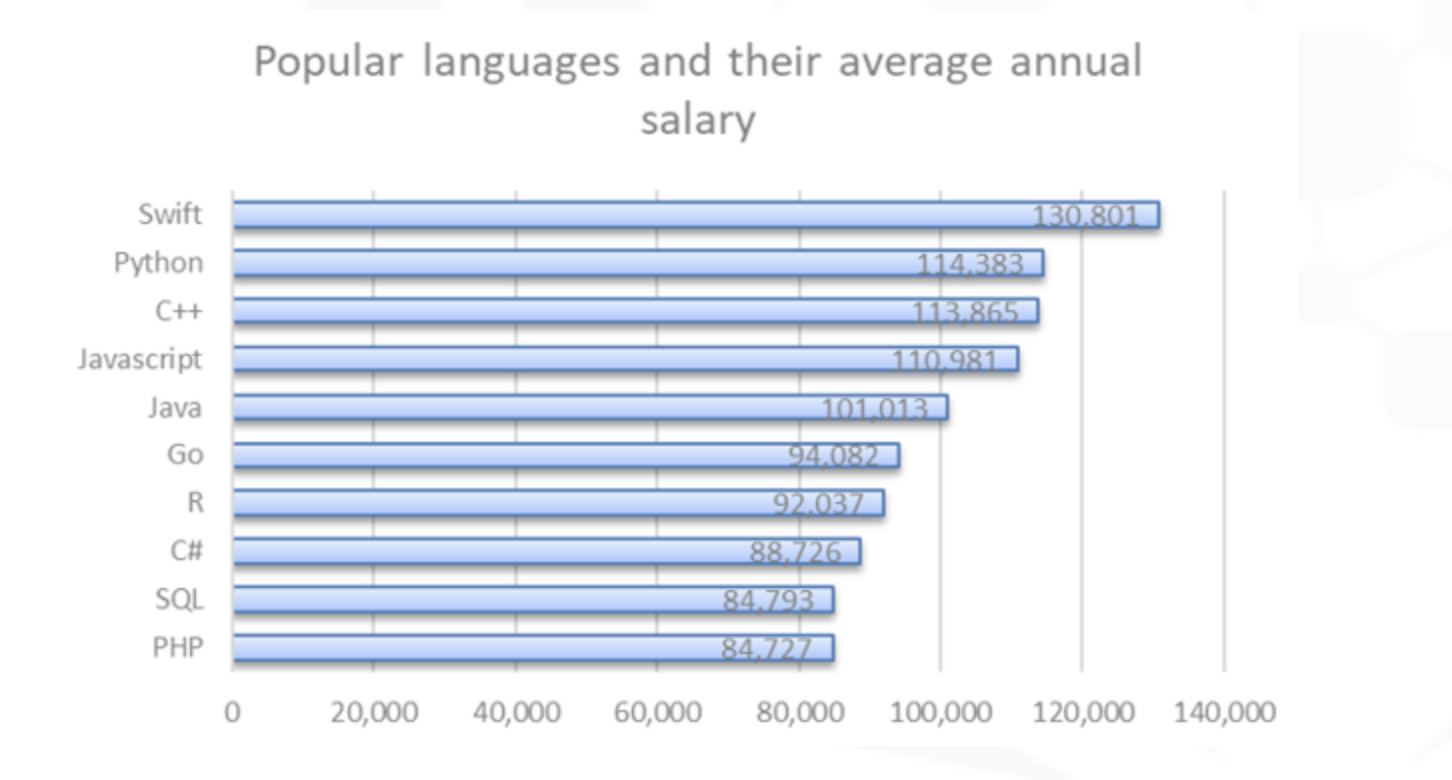 Popular languages and their average annual
salary
Swift 130,801
Python 114,383
C++ 113,865
Javascript 110,981
Java 101,013
Go 94,082
R 92,037
C# 88,726
SQL 84,793
PHP 84,727
0 20,000 40,000 60,000 80,000 100,000 120,000 140,000